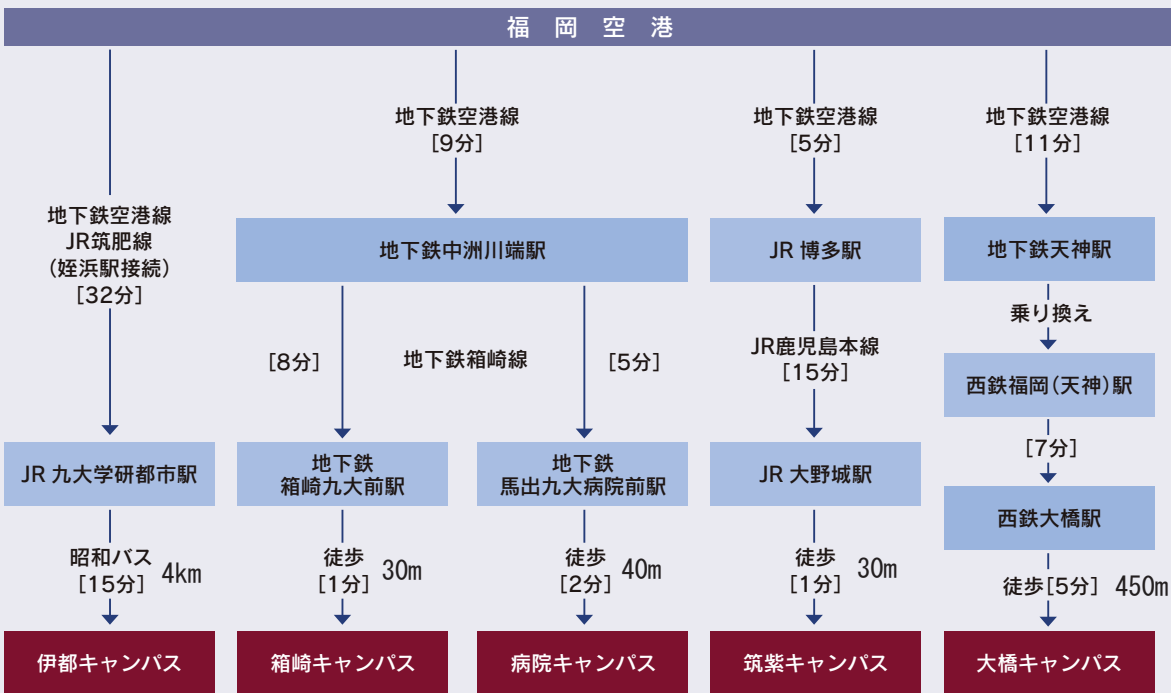 福岡空港
地下鉄空港線
JR筑肥線
(姪浜駅接続)
[32分]
JR 九大学研都市駅
昭和バス
[15分] 4km
伊都キャンパス
地下鉄空港線
[9分]
地下鉄中洲川端駅
[8分]
地下鉄箱崎線
[5分]
地下鉄
箱崎九大前駅
徒歩
[1分] 30m
箱崎キャンパス
地下鉄
馬出九大病院前駅
徒歩
[2分] 40m
病院キャンパス
地下鉄空港線
[5分]
JR 博多駅
JR鹿児島本線
[15分]
JR 大野城駅
徒歩
[1分] 30m
筑紫キャンパス
地下鉄空港線
[11分]
地下鉄天神駅
乗り換え
西鉄福岡(天神)駅
[7分]
西鉄大橋駅
徒歩[5分] 450m
大橋キャンパス